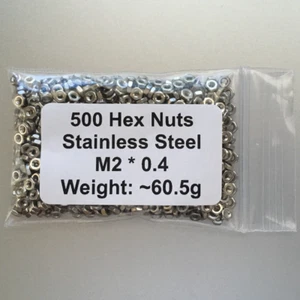 500 Hex Nuts
Stainless Steel
M2 * 0.4
Weight: ~60.5g